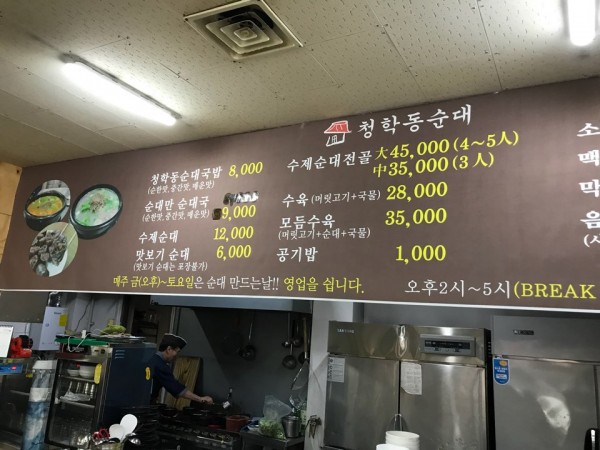 청학동순대
청학동순대국밥 8,000
(순한맛,중간맛,매운맛)
순대만 순대국 9,000
(순한맛,중간맛,매운맛)
수제순대 12,000
맛보기 순대 6,000
(맛보기 순대는 포장불가)
수제순대전골 大45,000(4~5人)
中35,000(3人)
수육(머릿고기+국물) 28,000
모듬수육 35,000
(머릿고기+순대+국물)
공기밥 1,000
소
맥
막
음
매주 금(오후)~토요일은 순대 만드는날!! 영업을 쉽니다.
오후2시~5시(BREAK